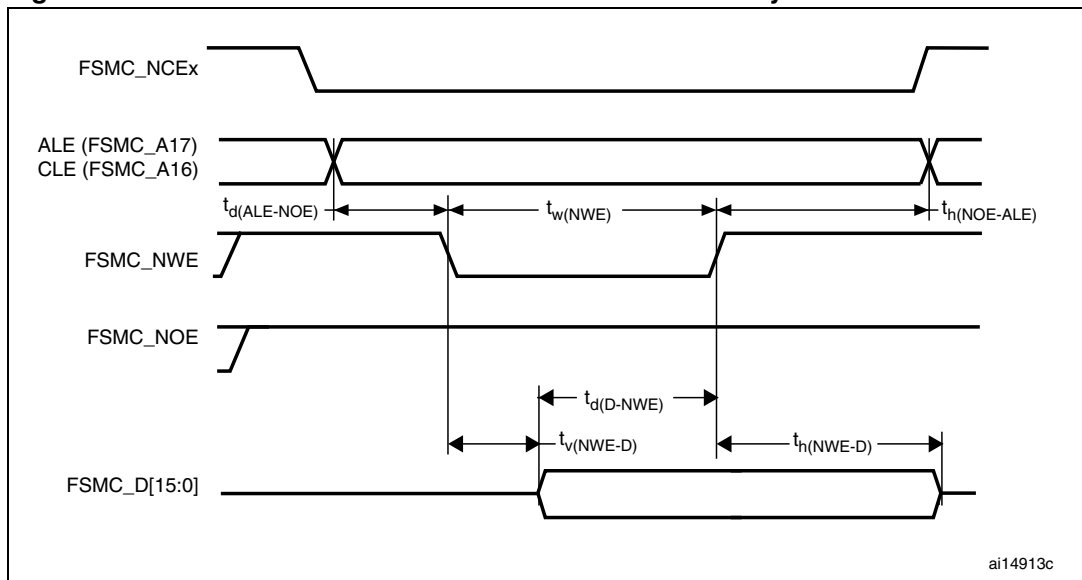 FSMC_NCEx
ALE (FSMC_A17)
CLE (FSMC_A16)
td(ALE-NOE)
tw(NWE)
th(NOE-ALE)
FSMC_NWE
FSMC_NOE
td(D-NWE)
tv(NWE-D)
th(NWE-D)
FSMC_D[15:0]
ai14913c